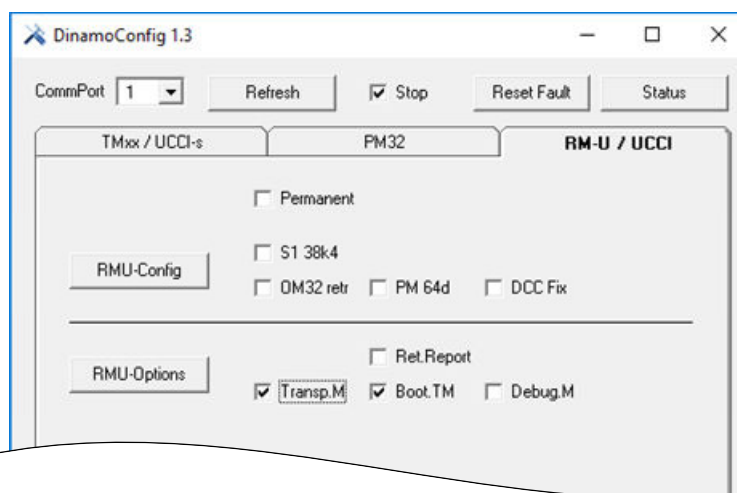 DinamoConfig 1.3
CommPort 1 Refresh Stop Reset Fault Status
TMxx / UCCI-s PM32 RM-U / UCCI
Permanent
S1 38k4
RMU-Config
OM32 retr PM 64d DCC Fix
Ret.Report
RMU-Options
Transp.M Boot.TM Debug.M